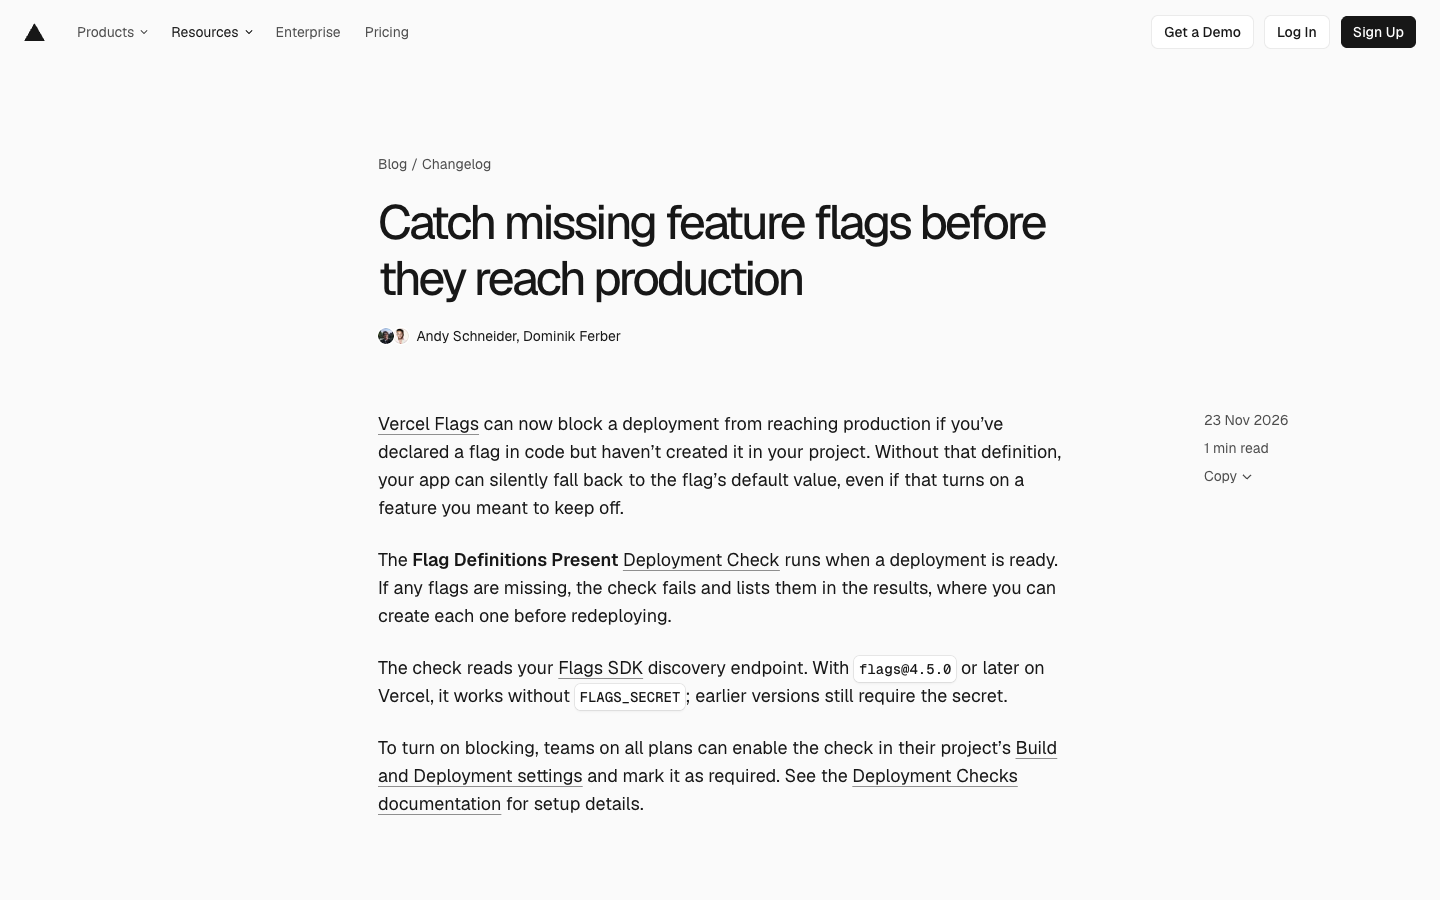 Products
Resources
Enterprise
Pricing
Get a Demo
Log In
Sign Up
Blog / Changelog
Catch missing feature flags before
they reach production
Andy Schneider, Dominik Ferber
Vercel Flags can now block a deployment from reaching production if you’ve
declared a flag in code but haven’t created it in your project. Without that definition,
your app can silently fall back to the flag’s default value, even if that turns on a
feature you meant to keep off.
The Flag Definitions Present Deployment Check runs when a deployment is ready.
If any flags are missing, the check fails and lists them in the results, where you can
create each one before redeploying.
The check reads your Flags SDK discovery endpoint. With flags@4.5.0 or later on
Vercel, it works without FLAGS_SECRET; earlier versions still require the secret.
To turn on blocking, teams on all plans can enable the check in their project’s Build
and Deployment settings and mark it as required. See the Deployment Checks
documentation for setup details.
23 Nov 2026
1 min read
Copy